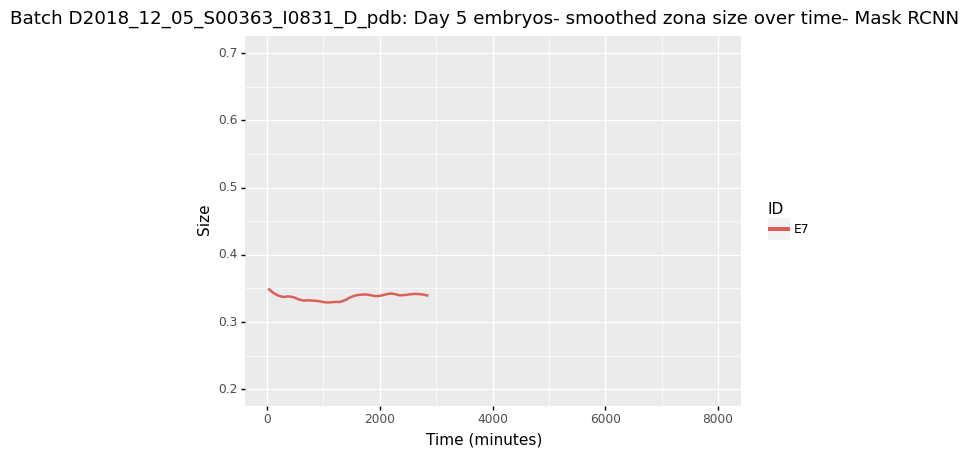 Batch D2018_12_05_S00363_I0831_D_pdb: Day 5 embryos- smoothed zona size over time- Mask RCNN
0.7
0.6
0.5
0.4
0.3
0.2
Size
0 2000 4000 6000 8000
Time (minutes)
ID
E7